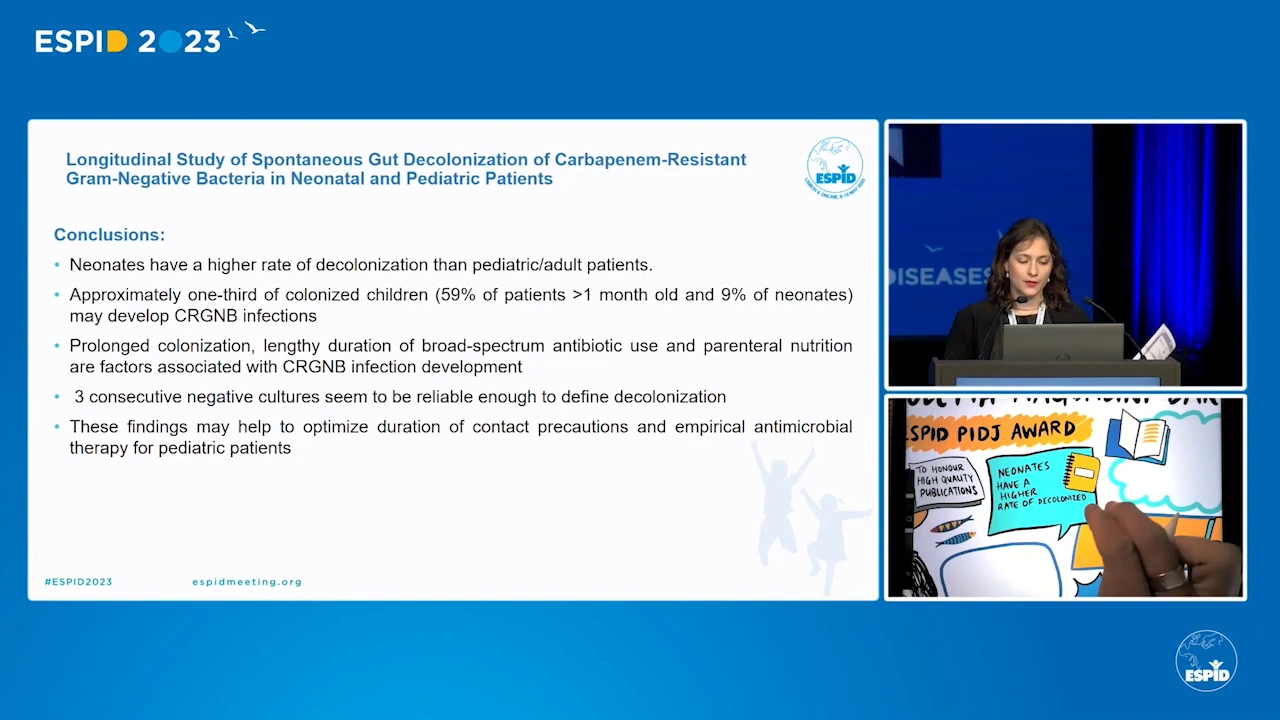 ESPID 2023
Longitudinal Study of Spontaneous Gut Decolonization of Carbapenem-Resistant
Gram-Negative Bacteria in Neonatal and Pediatric Patients
ESPID
Conclusions:
• Neonates have a higher rate of decolonization than pediatric/adult patients.
• Approximately one-third of colonized children (59% of patients >1 month old and 9% of neonates)
may develop CRGNB infections
• Prolonged colonization, lengthy duration of broad-spectrum antibiotic use and parenteral nutrition
are factors associated with CRGNB infection development
• 3 consecutive negative cultures seem to be reliable enough to define decolonization
• These findings may help to optimize duration of contact precautions and empirical antimicrobial
therapy for pediatric patients
#ESPID2023 espidmeeting.org
DISEASES
ESPID PIDJ AWARD
TO HONOUR
HIGH QUALITY
PUBLICATIONS
NEONATES
HAVE A
HIGHER
RATE OF DECOLONIZED
ESPID